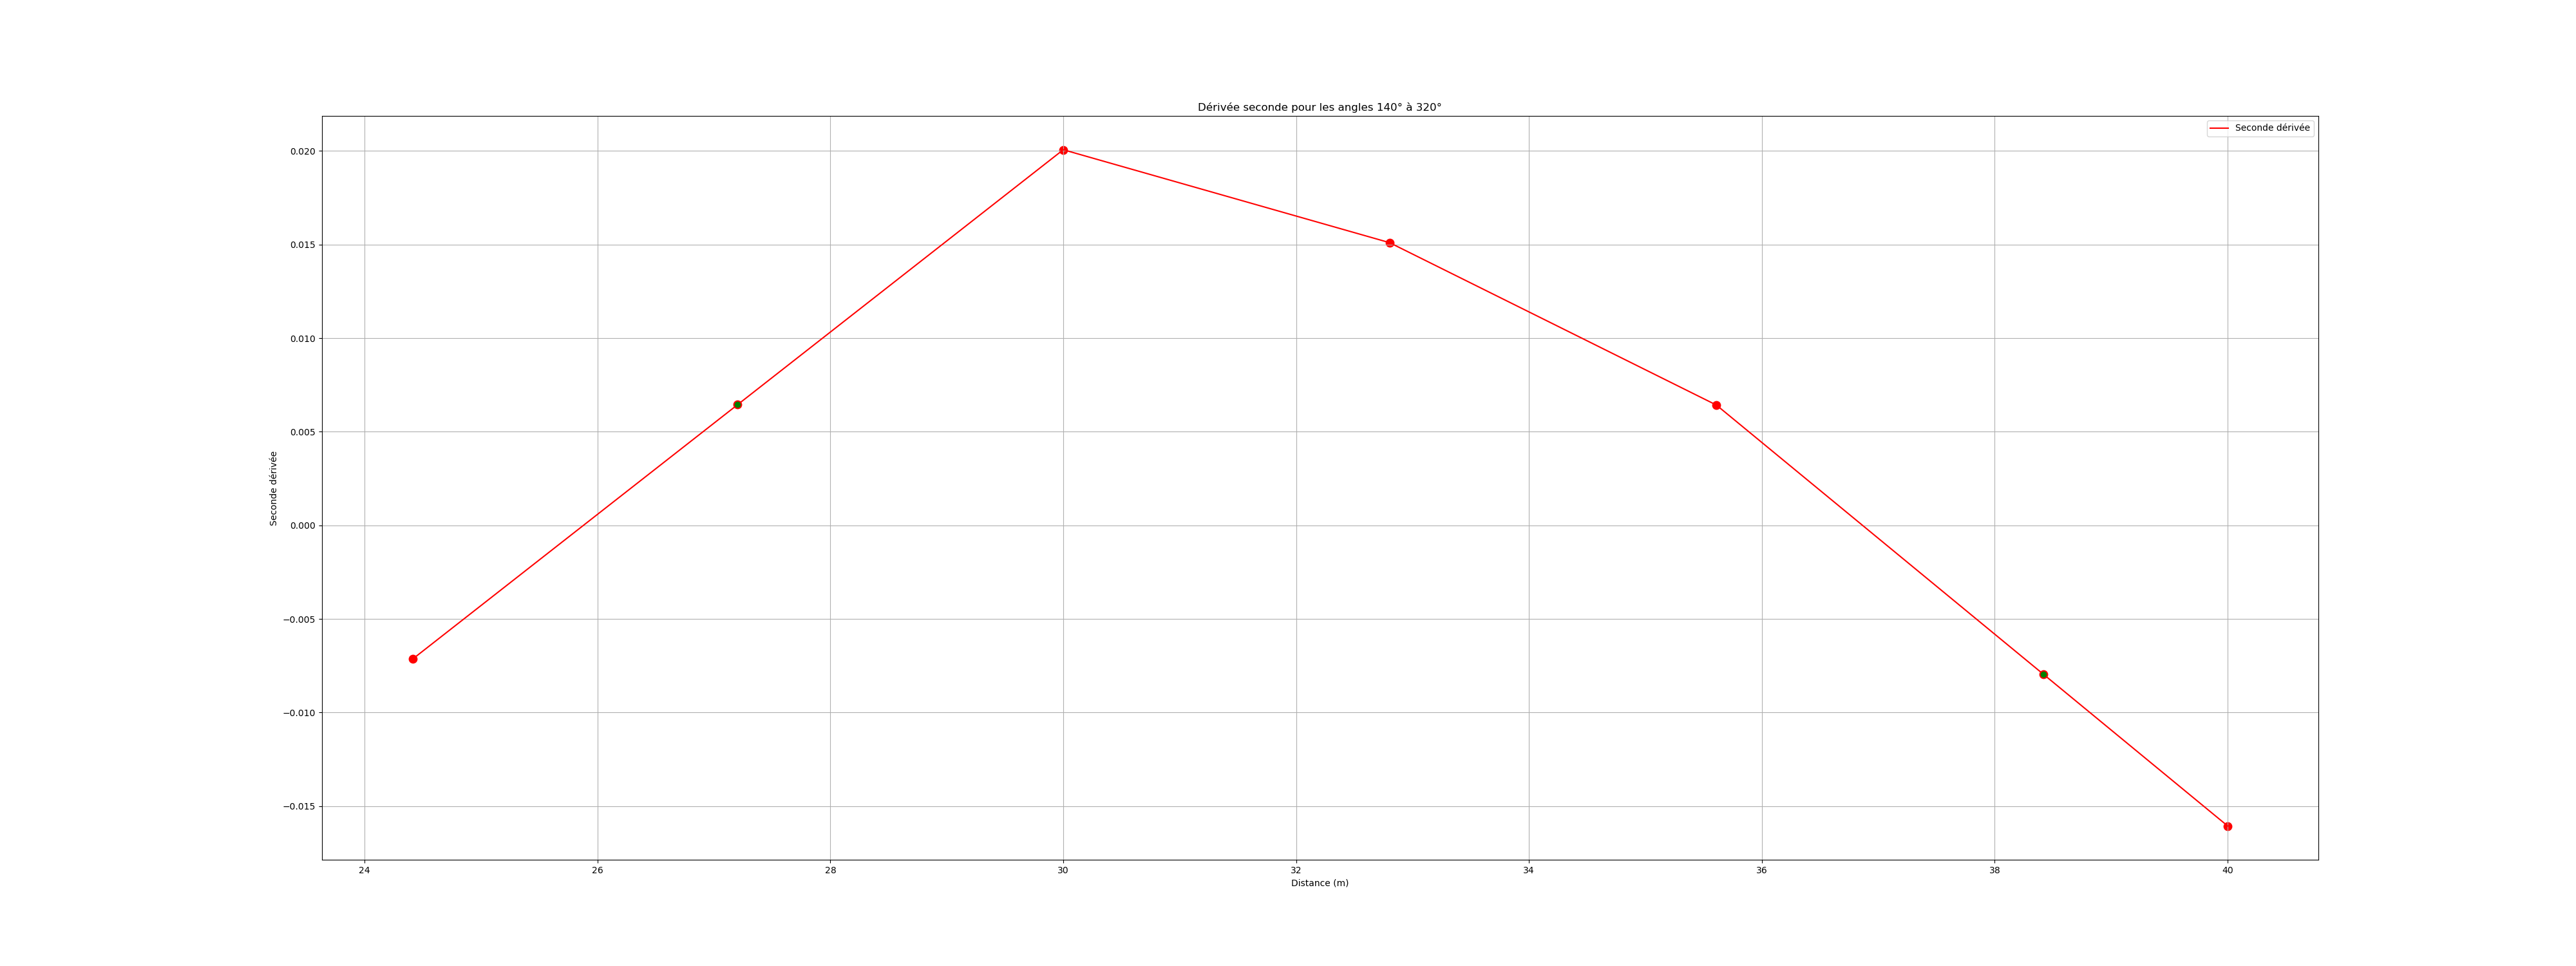 Dérivée seconde pour les angles 140° à 320°
Seconde dérivée
0.020
0.015
0.010
0.005
0.000
−0.005
−0.010
−0.015
Seconde dérivée
24 26 28 30 32 34 36 38 40
Distance (m)